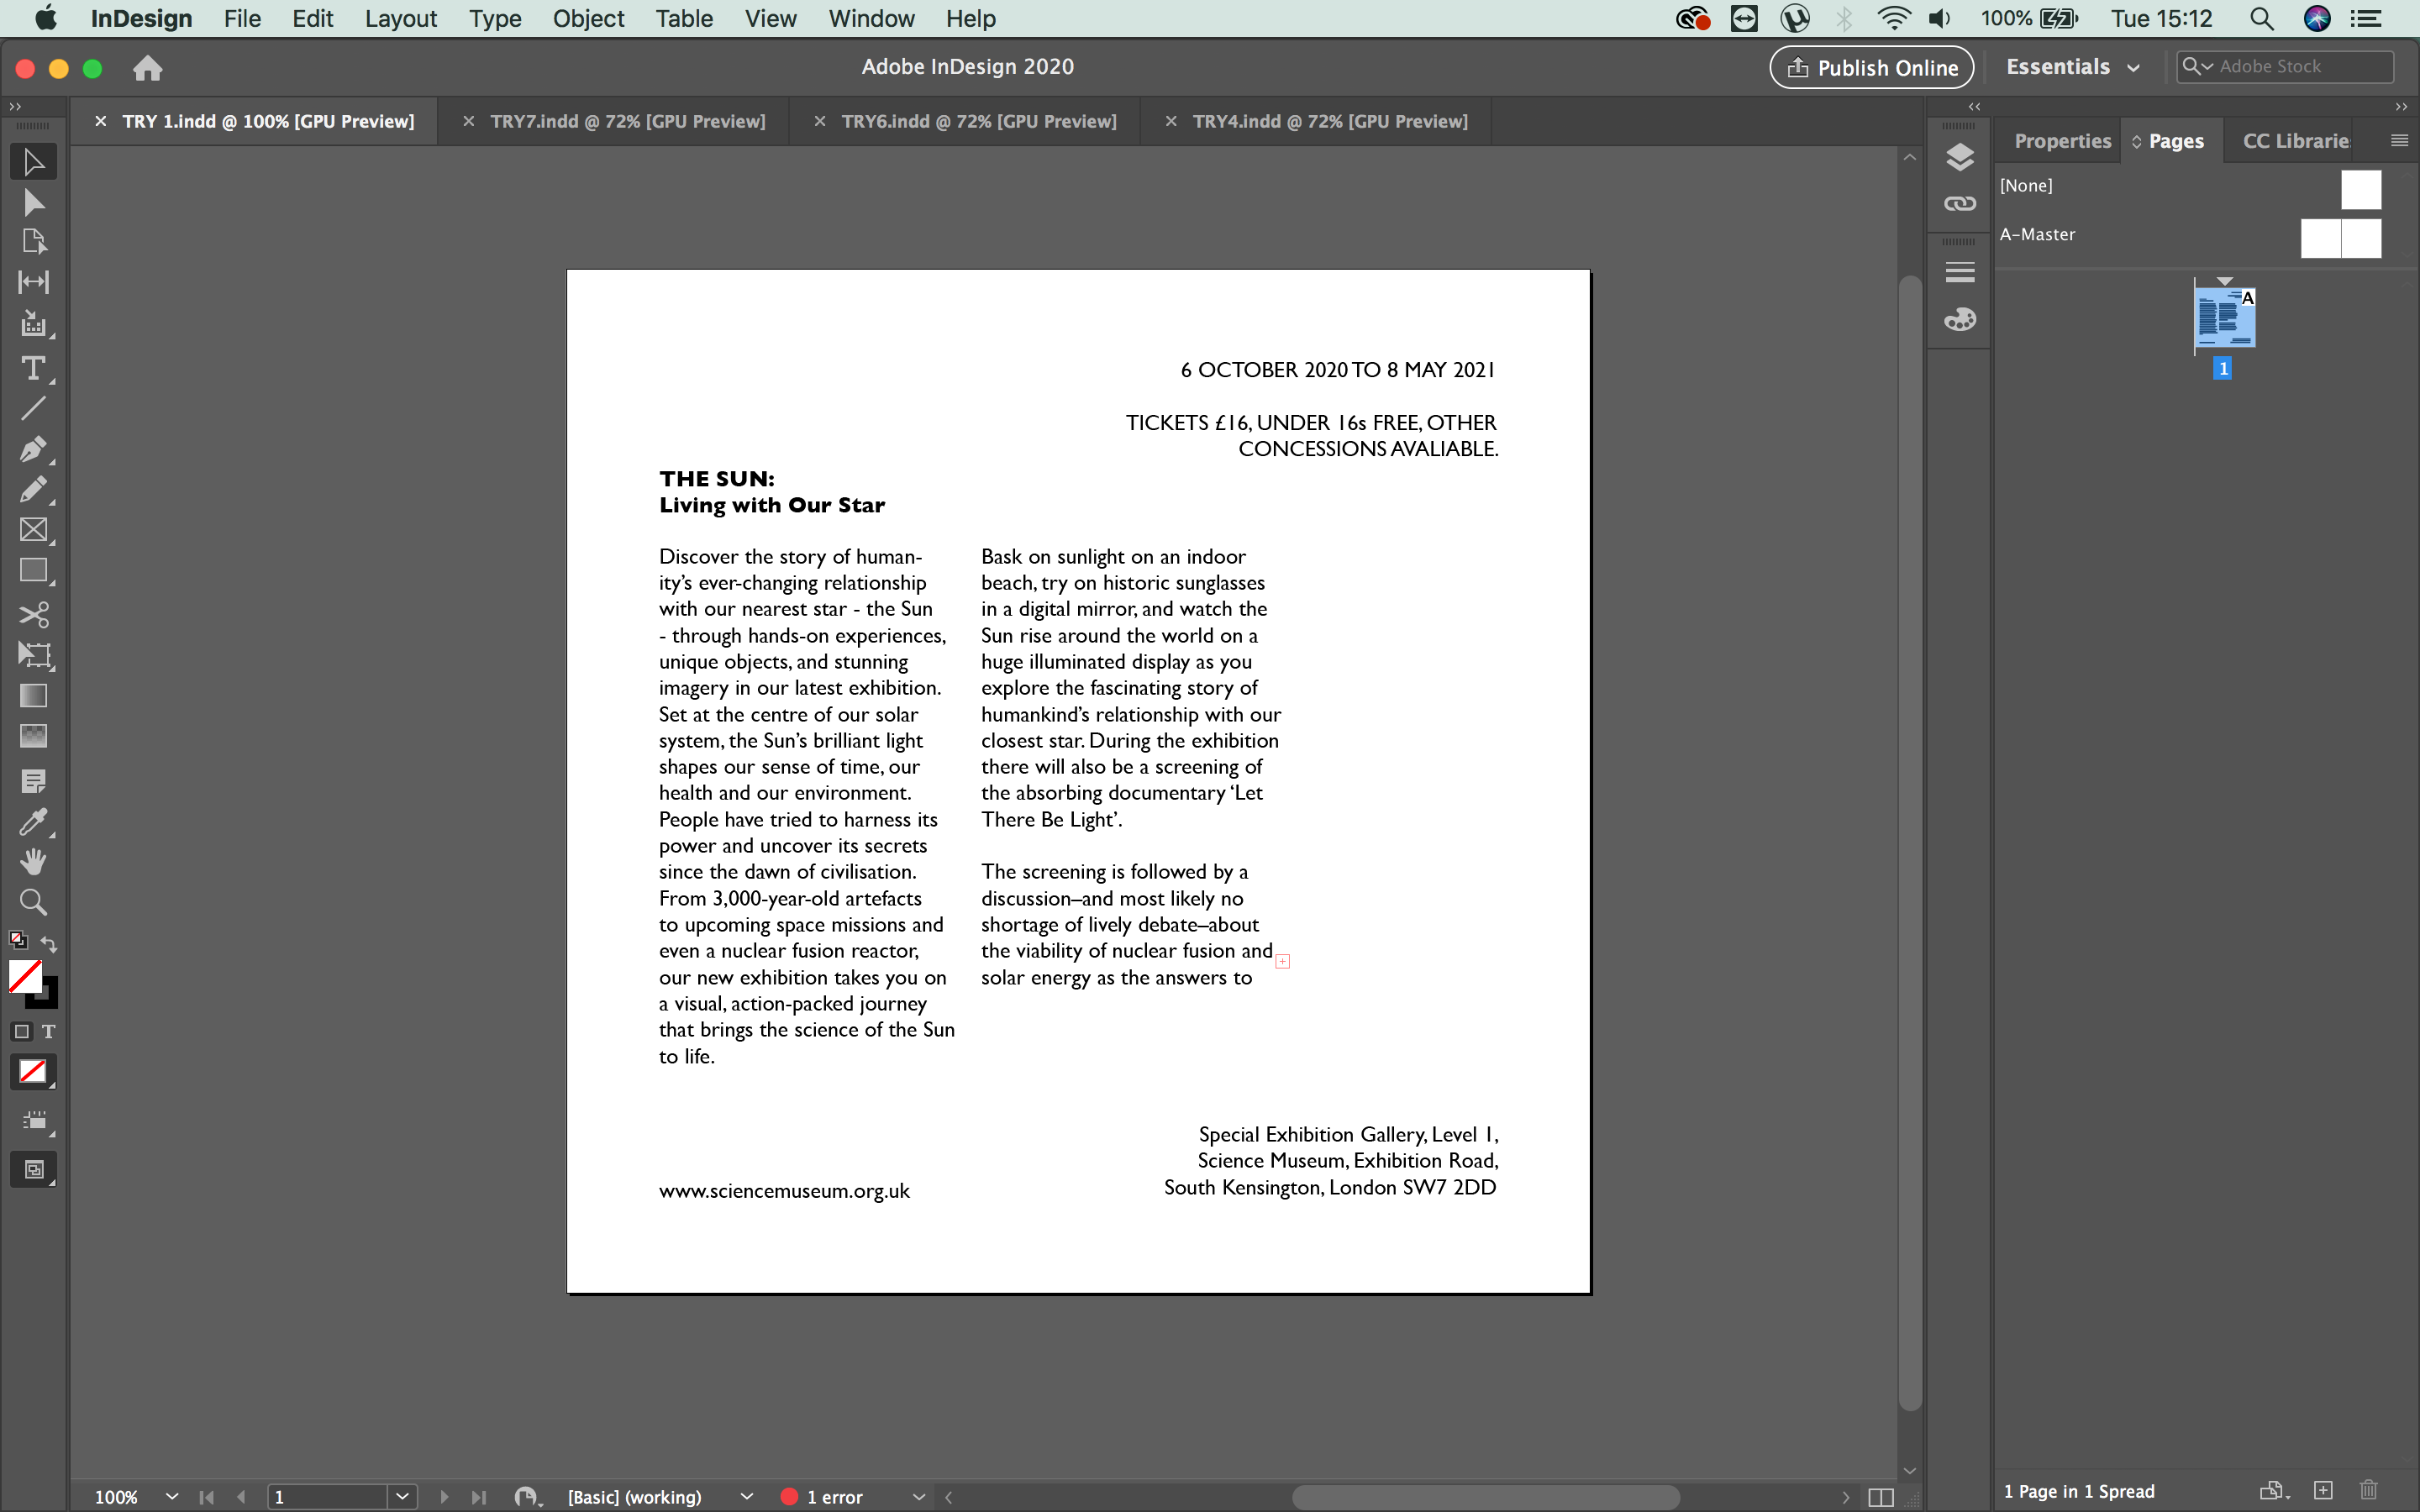 InDesign File Edit Layout Type Object Table View Window Help 100% Tue 15:12
Adobe InDesign 2020 Publish Online Essentials Adobe Stock
TRY 1.indd @ 100% [GPU Preview] TRY7.indd @ 72% [GPU Preview] TRY6.indd @ 72% [GPU Preview] TRY4.indd @ 72% [GPU Preview]
Properties Pages CC Librarie
[None]
A-Master
A
1
6 OCTOBER 2020 TO 8 MAY 2021
TICKETS £16, UNDER 16s FREE, OTHER
CONCESSIONS AVALIABLE.
THE SUN:
Living with Our Star
Discover the story of human-
ity’s ever-changing relationship
with our nearest star - the Sun
- through hands-on experiences,
unique objects, and stunning
imagery in our latest exhibition.
Set at the centre of our solar
system, the Sun’s brilliant light
shapes our sense of time, our
health and our environment.
People have tried to harness its
power and uncover its secrets
since the dawn of civilisation.
From 3,000-year-old artefacts
to upcoming space missions and
even a nuclear fusion reactor,
our new exhibition takes you on
a visual, action-packed journey
that brings the science of the Sun
to life.
Bask on sunlight on an indoor
beach, try on historic sunglasses
in a digital mirror, and watch the
Sun rise around the world on a
huge illuminated display as you
explore the fascinating story of
humankind’s relationship with our
closest star. During the exhibition
there will also be a screening of
the absorbing documentary ‘Let
There Be Light’.
The screening is followed by a
discussion–and most likely no
shortage of lively debate–about
the viability of nuclear fusion and
solar energy as the answers to
www.sciencemuseum.org.uk
Special Exhibition Gallery, Level 1,
Science Museum, Exhibition Road,
South Kensington, London SW7 2DD
100% 1 [Basic] (working) 1 error
1 Page in 1 Spread